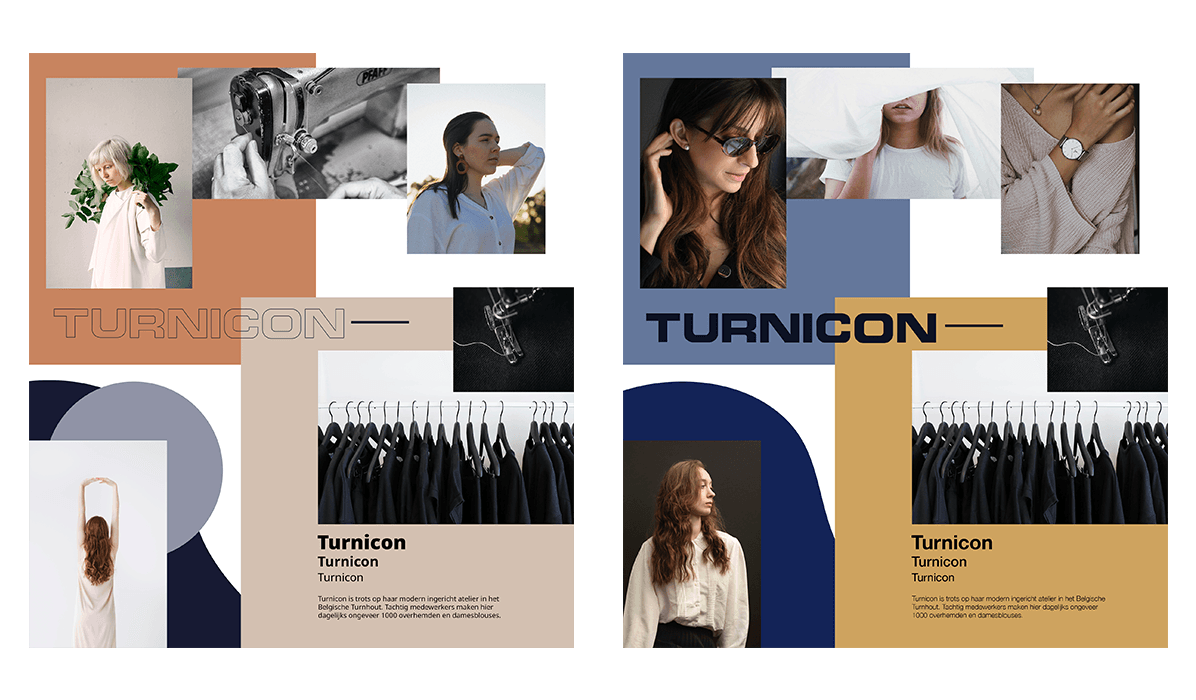 PFAFF
TURNICON
Turnicon
Turnicon
Turnicon
Turnicon is trots op haar modern ingericht atelier in het
Belgische Turnhout. Tachtig medewerkers maken hier
dagelijks ongeveer 1000 overhemden en damesblouses.
TURNICON
Turnicon
Turnicon
Turnicon
Turnicon is trots op haar modern ingericht atelier in het Belgische
Turnhout. Tachtig medewerkers maken hier dagelijks ongeveer
1000 overhemden en damesblouses.